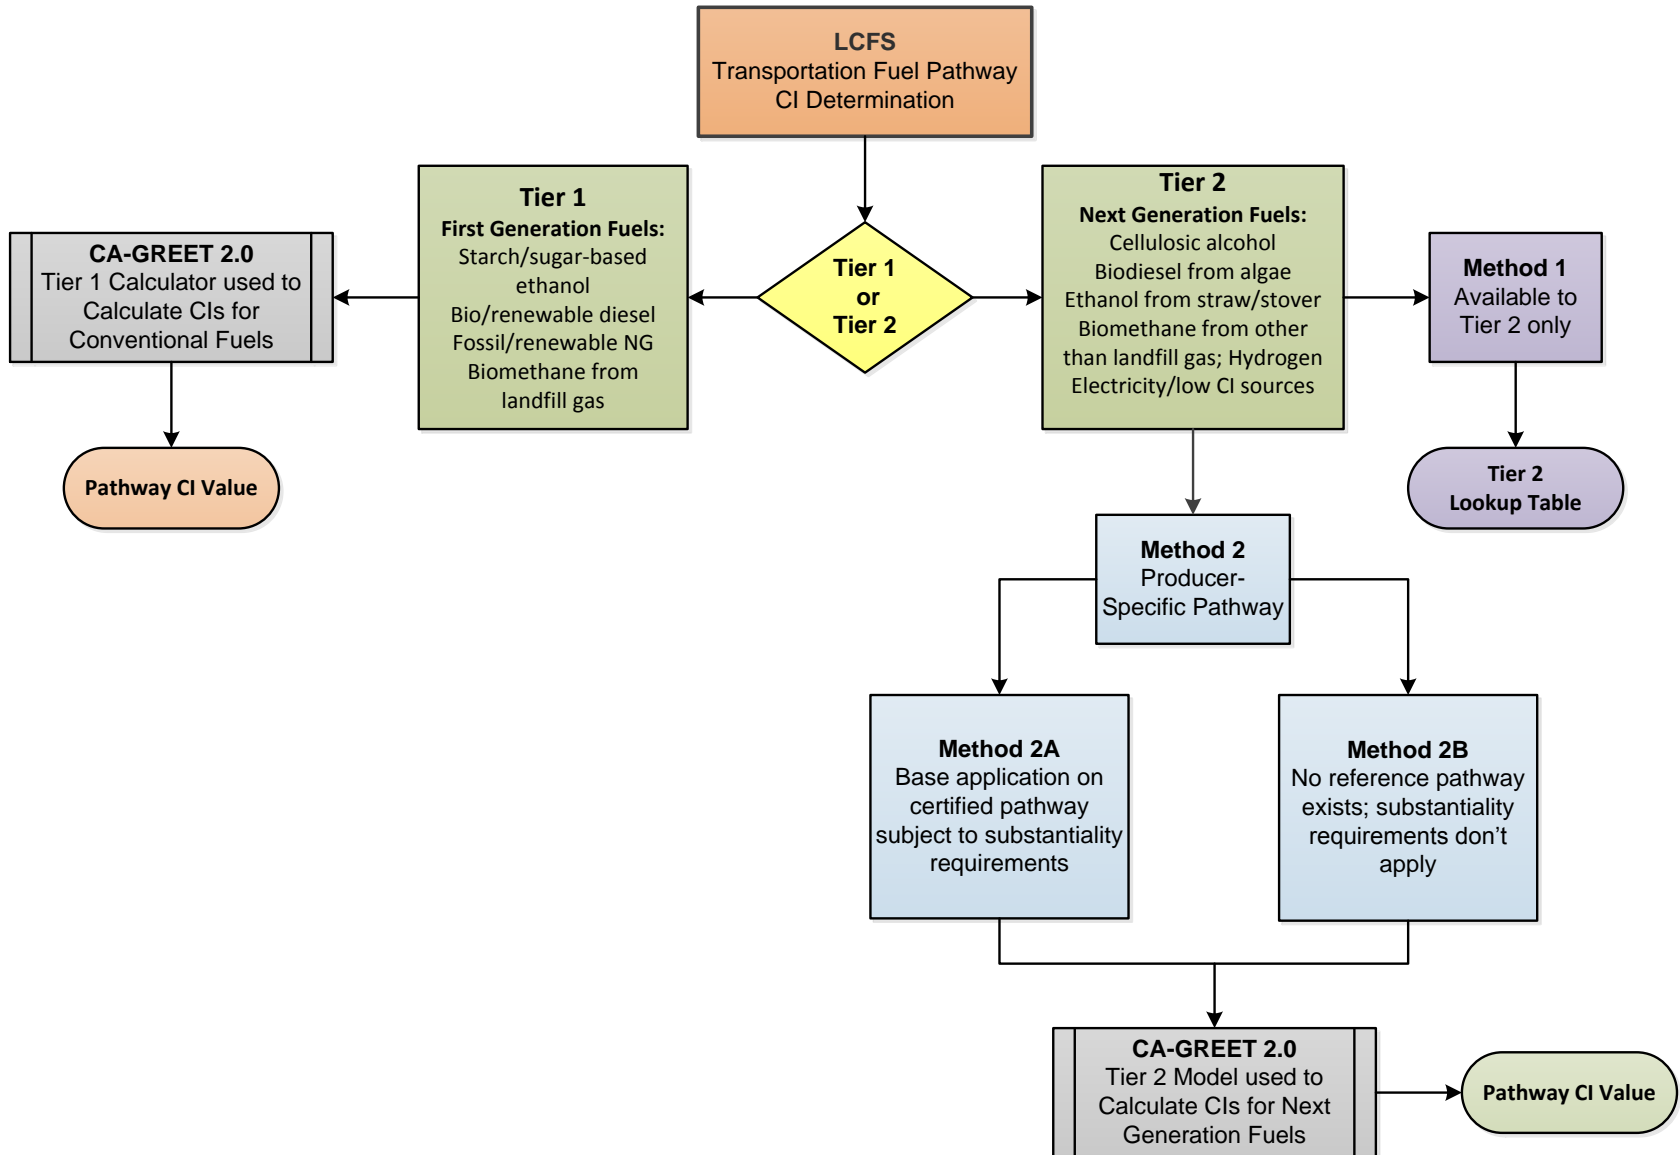 LCFS
Transportation Fuel Pathway
CI Determination
Tier 1
First Generation Fuels:
Starch/sugar-based
ethanol
Bio/renewable diesel
Fossil/renewable NG
Biomethane from
landfill gas
Tier 2
Next Generation Fuels:
Cellulosic alcohol
Biodiesel from algae
Ethanol from straw/stover
Biomethane from other
than landfill gas; Hydrogen
Electricity/low CI sources
CA-GREET 2.0
Tier 1 Calculator used to
Calculate CIs for
Conventional Fuels
Tier 1
or
Tier 2
Method 1
Available to
Tier 2 only
Pathway CI Value
Tier 2
Lookup Table
Method 2
Producer-
Specific Pathway
Method 2A
Base application on
certified pathway
subject to substantiality
requirements
Method 2B
No reference pathway
exists; substantiality
requirements don’t
apply
CA-GREET 2.0
Tier 2 Model used to
Calculate CIs for Next
Generation Fuels
Pathway CI Value